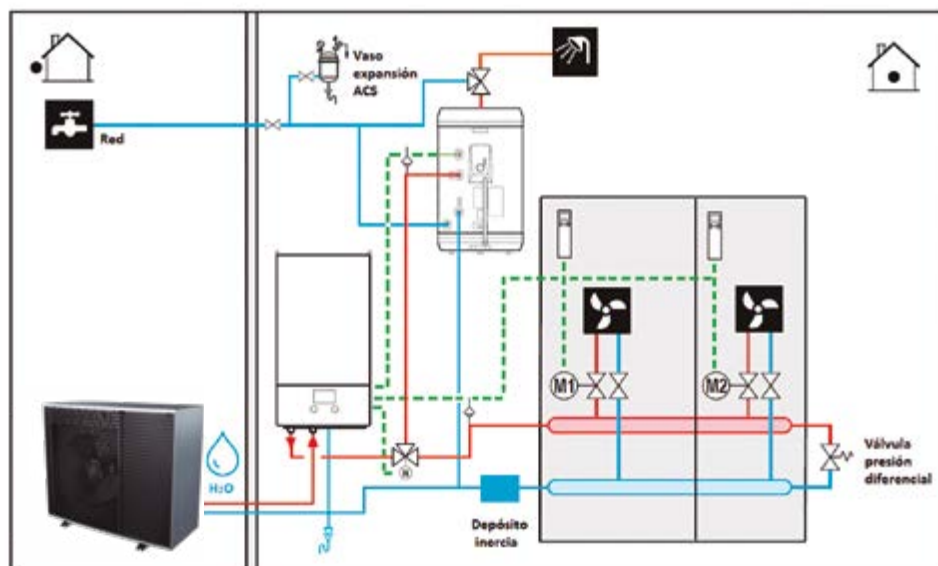 Vaso
expansión
ACS
Red
M1
M2
Válvula
presión
diferencial
H₂O
Depósito
inercia